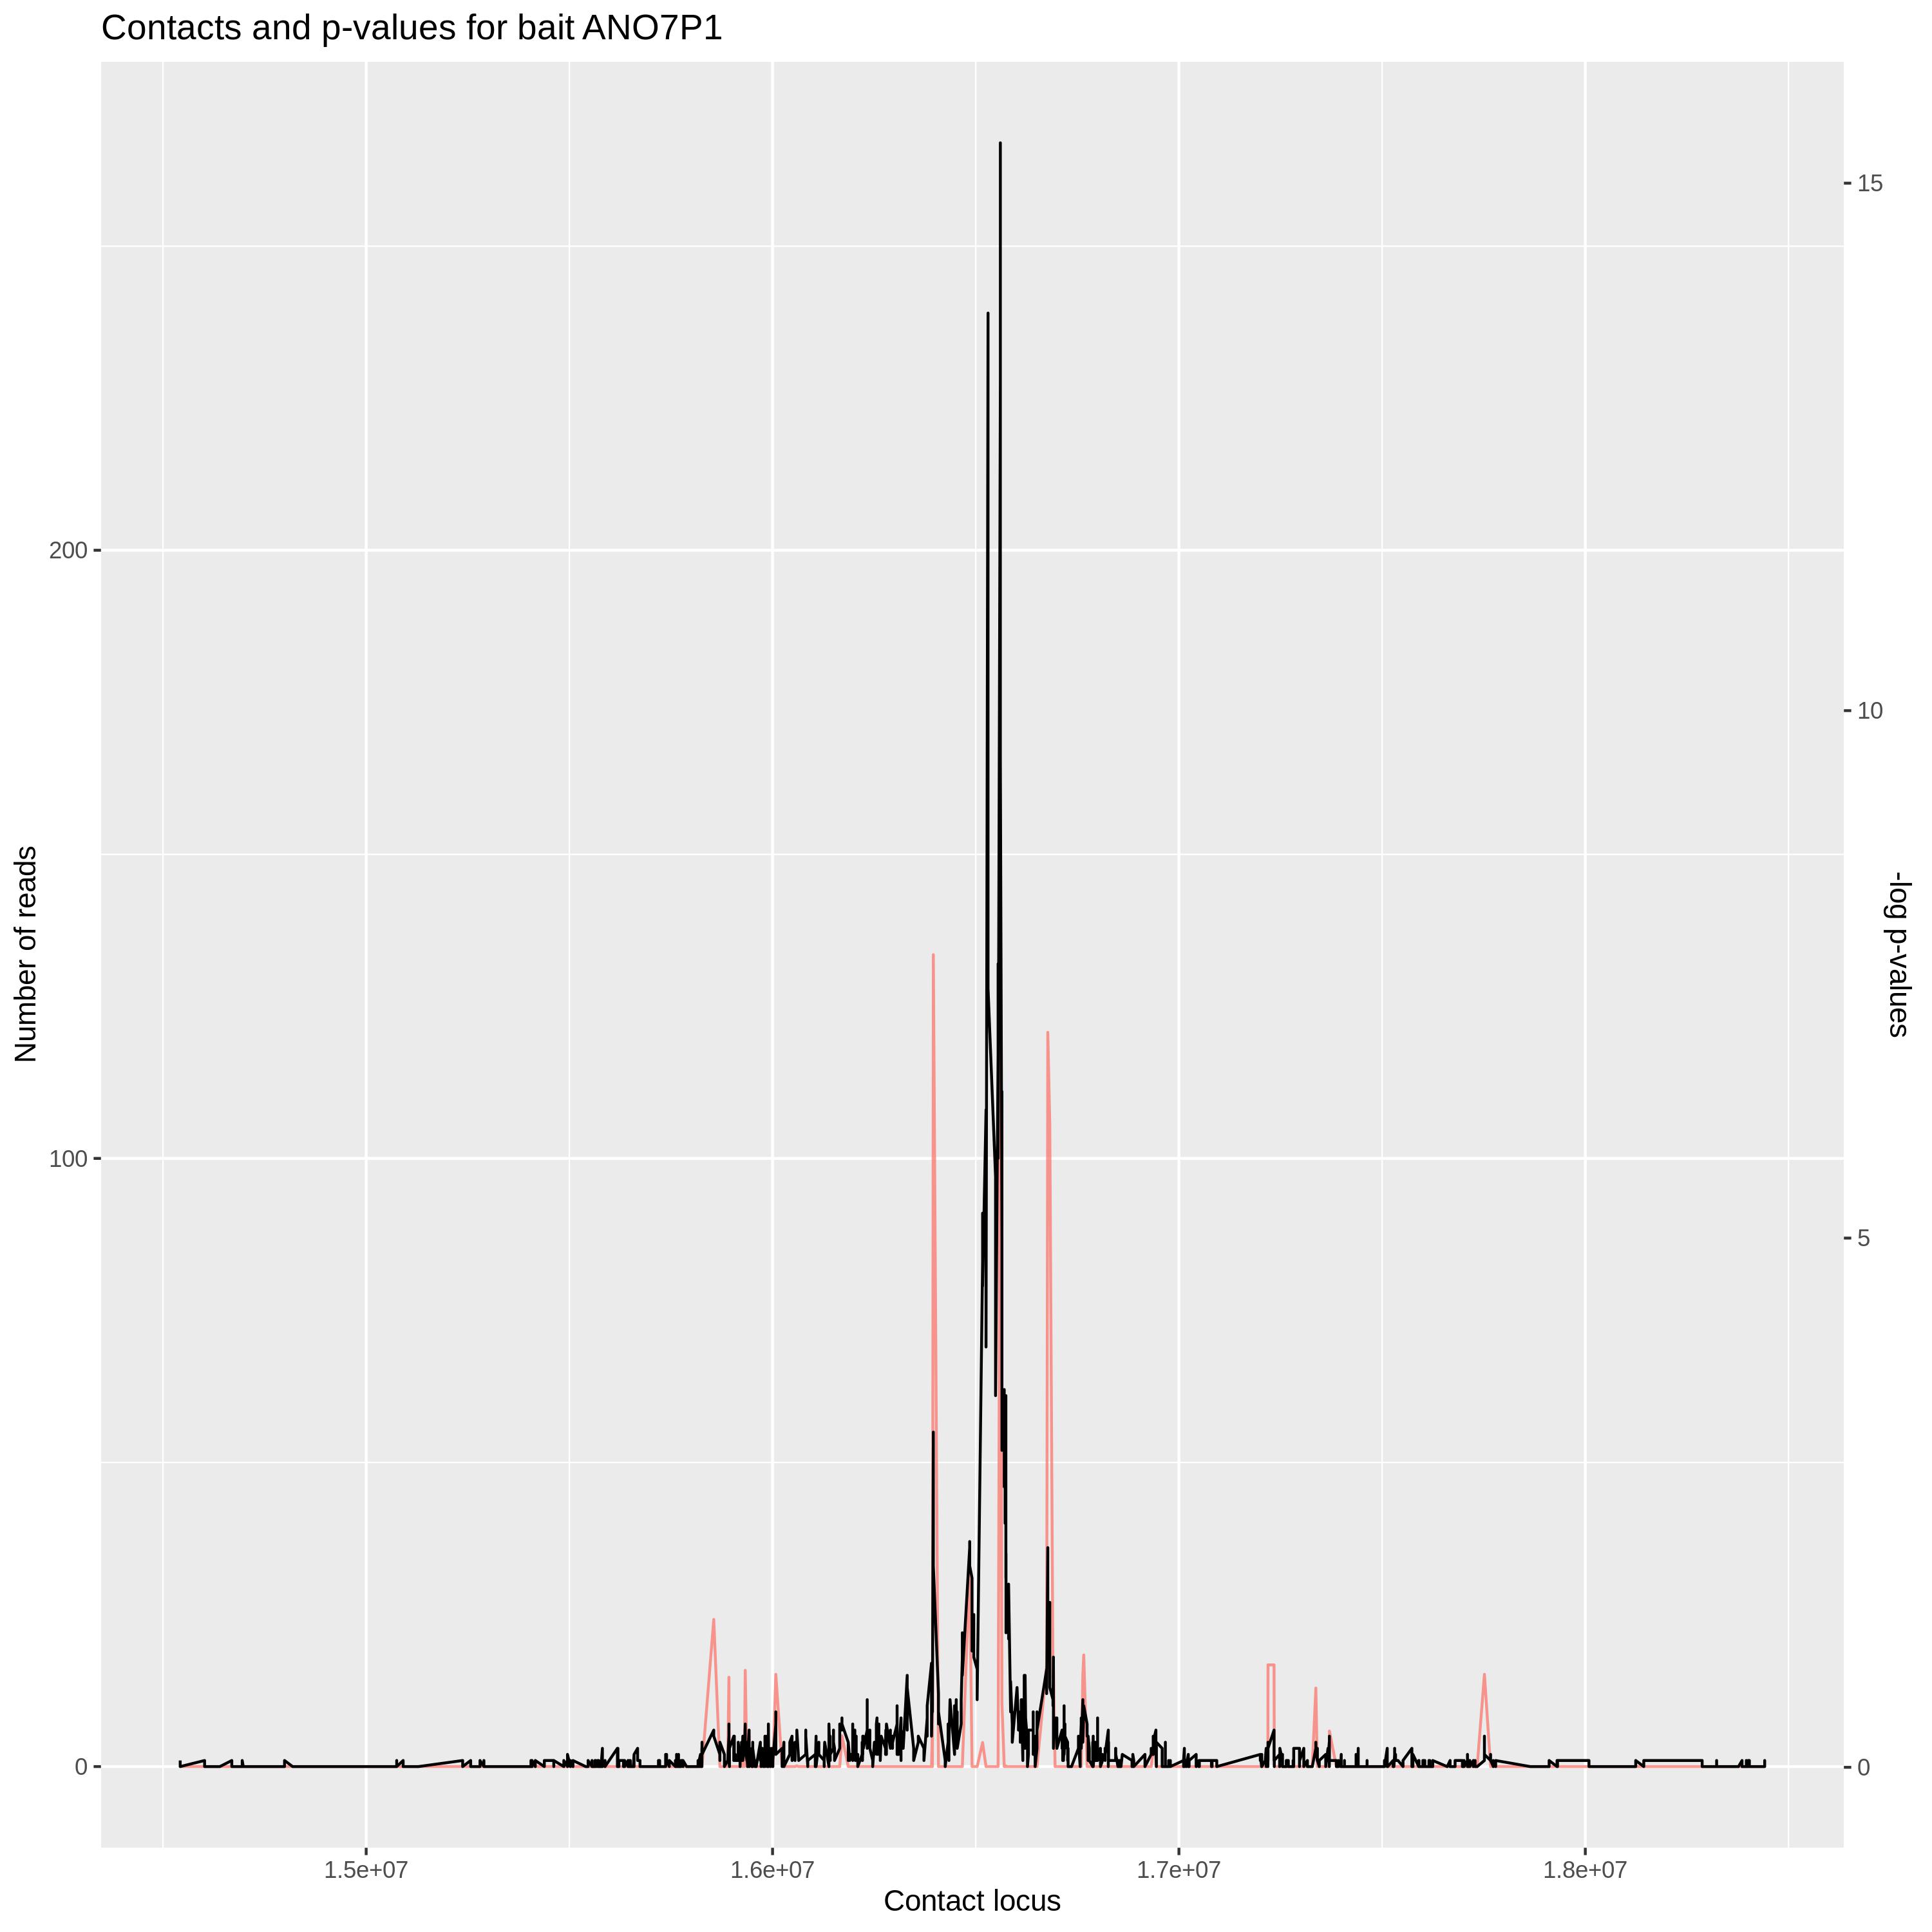 Contacts and p-values for bait ANO7P1
200
100
0
Number of reads
15
10
5
0
-log p-values
1.5e+07 1.6e+07 1.7e+07 1.8e+07
Contact locus